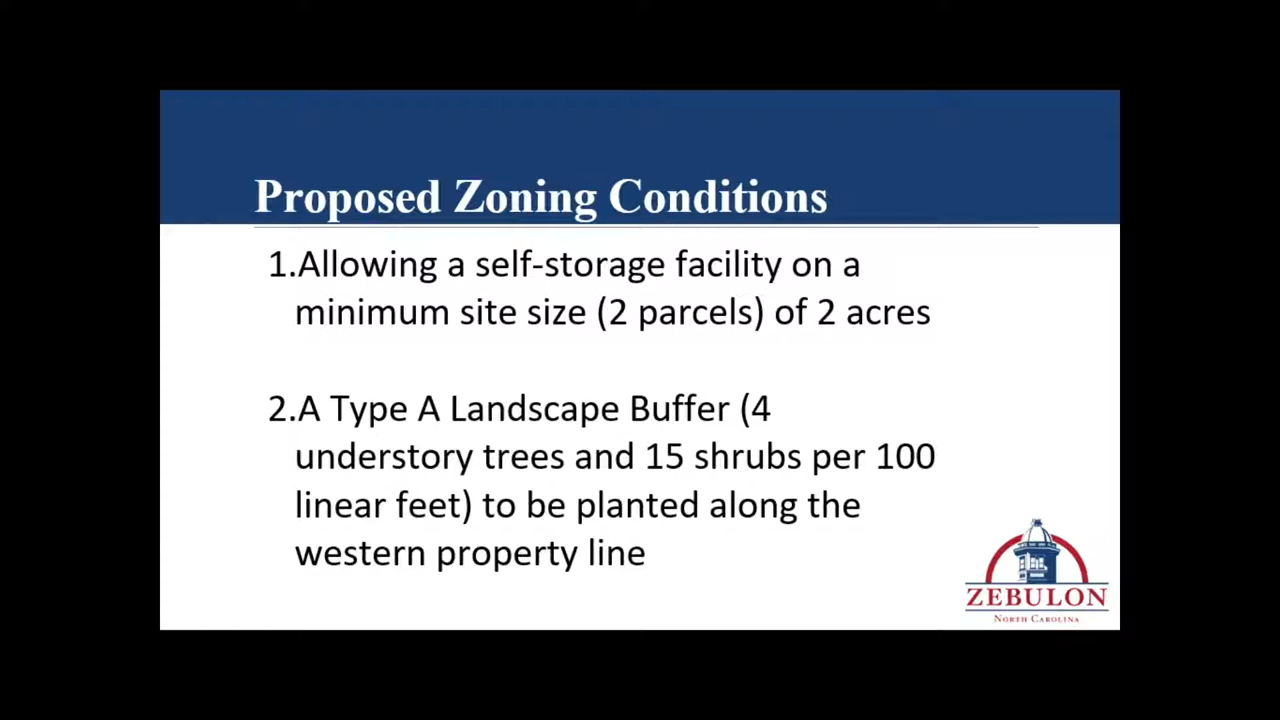 Proposed Zoning Conditions
1.Allowing a self-storage facility on a
minimum site size (2 parcels) of 2 acres
2.A Type A Landscape Buffer (4
understory trees and 15 shrubs per 100
linear feet) to be planted along the
western property line
ZEBULON
NORTH CAROLINA